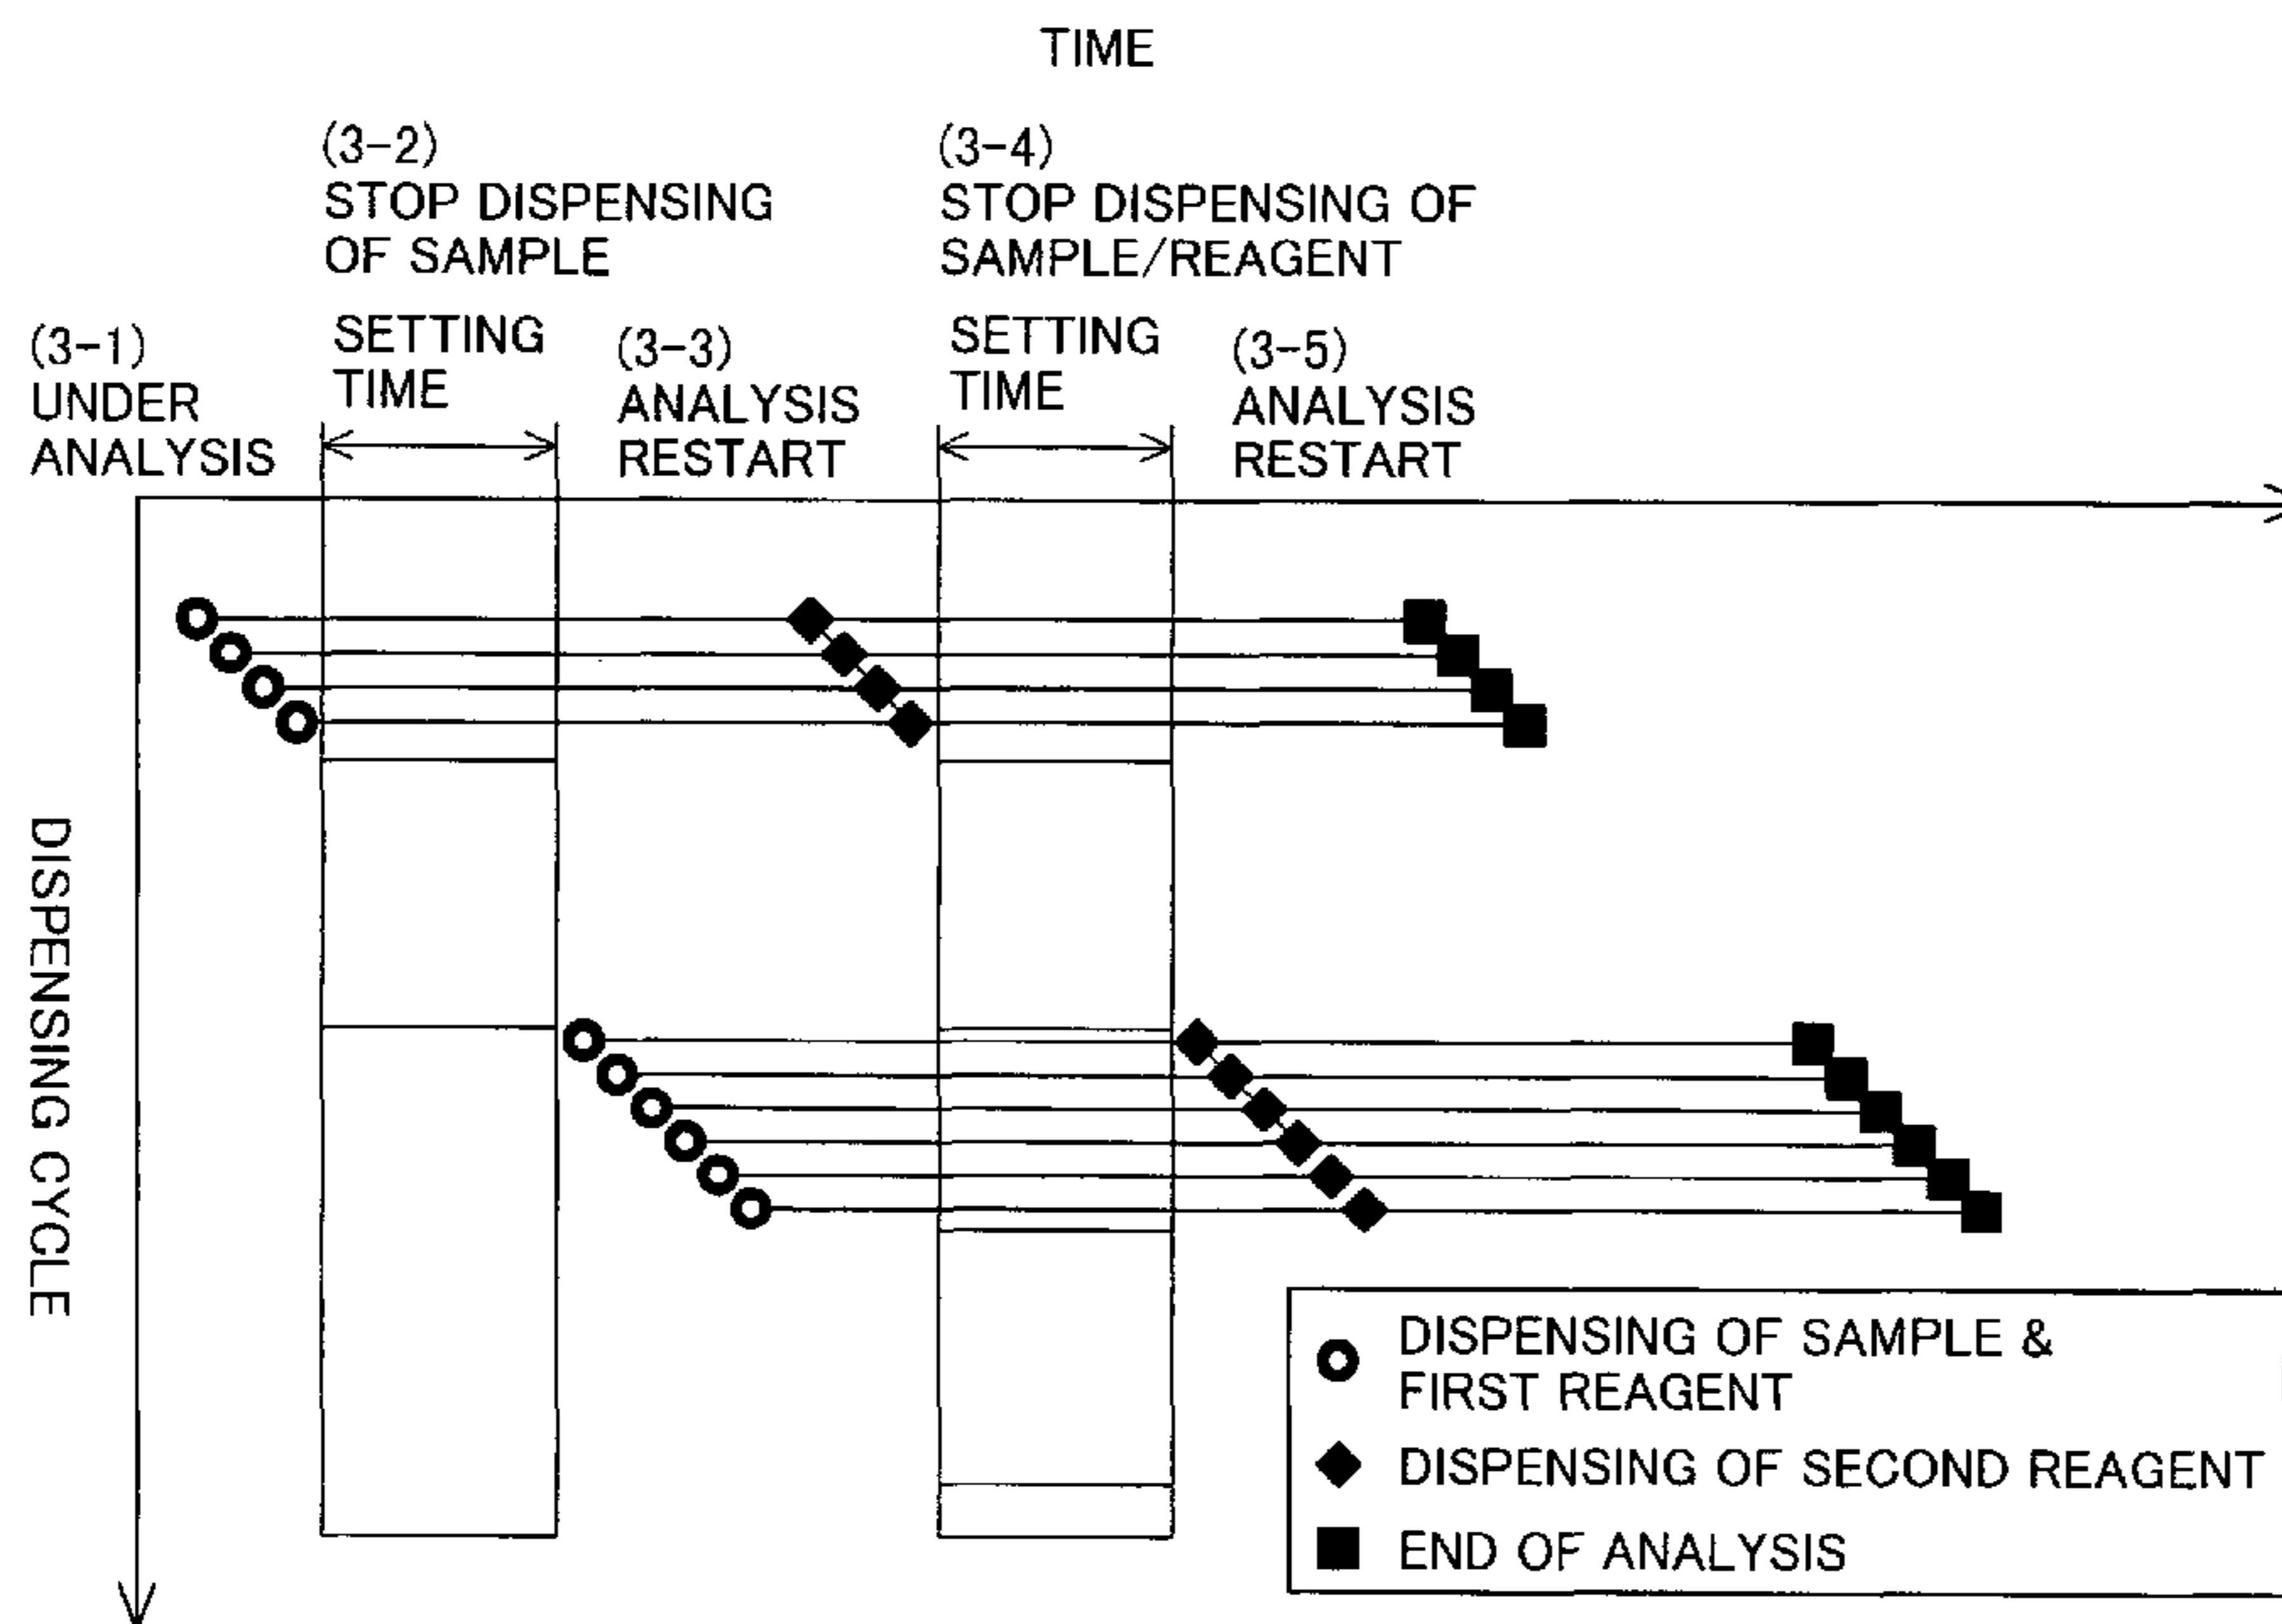 TIME
(3-2)
STOP DISPENSING
OF SAMPLE
(3-4)
STOP DISPENSING OF
SAMPLE/REAGENT
(3-1)
UNDER
ANALYSIS
SETTING
TIME
(3-3)
ANALYSIS
RESTART
SETTING
TIME
(3-5)
ANALYSIS
RESTART
DISPENSING CYCLE
DISPENSING OF SAMPLE &
FIRST REAGENT
DISPENSING OF SECOND REAGENT
END OF ANALYSIS